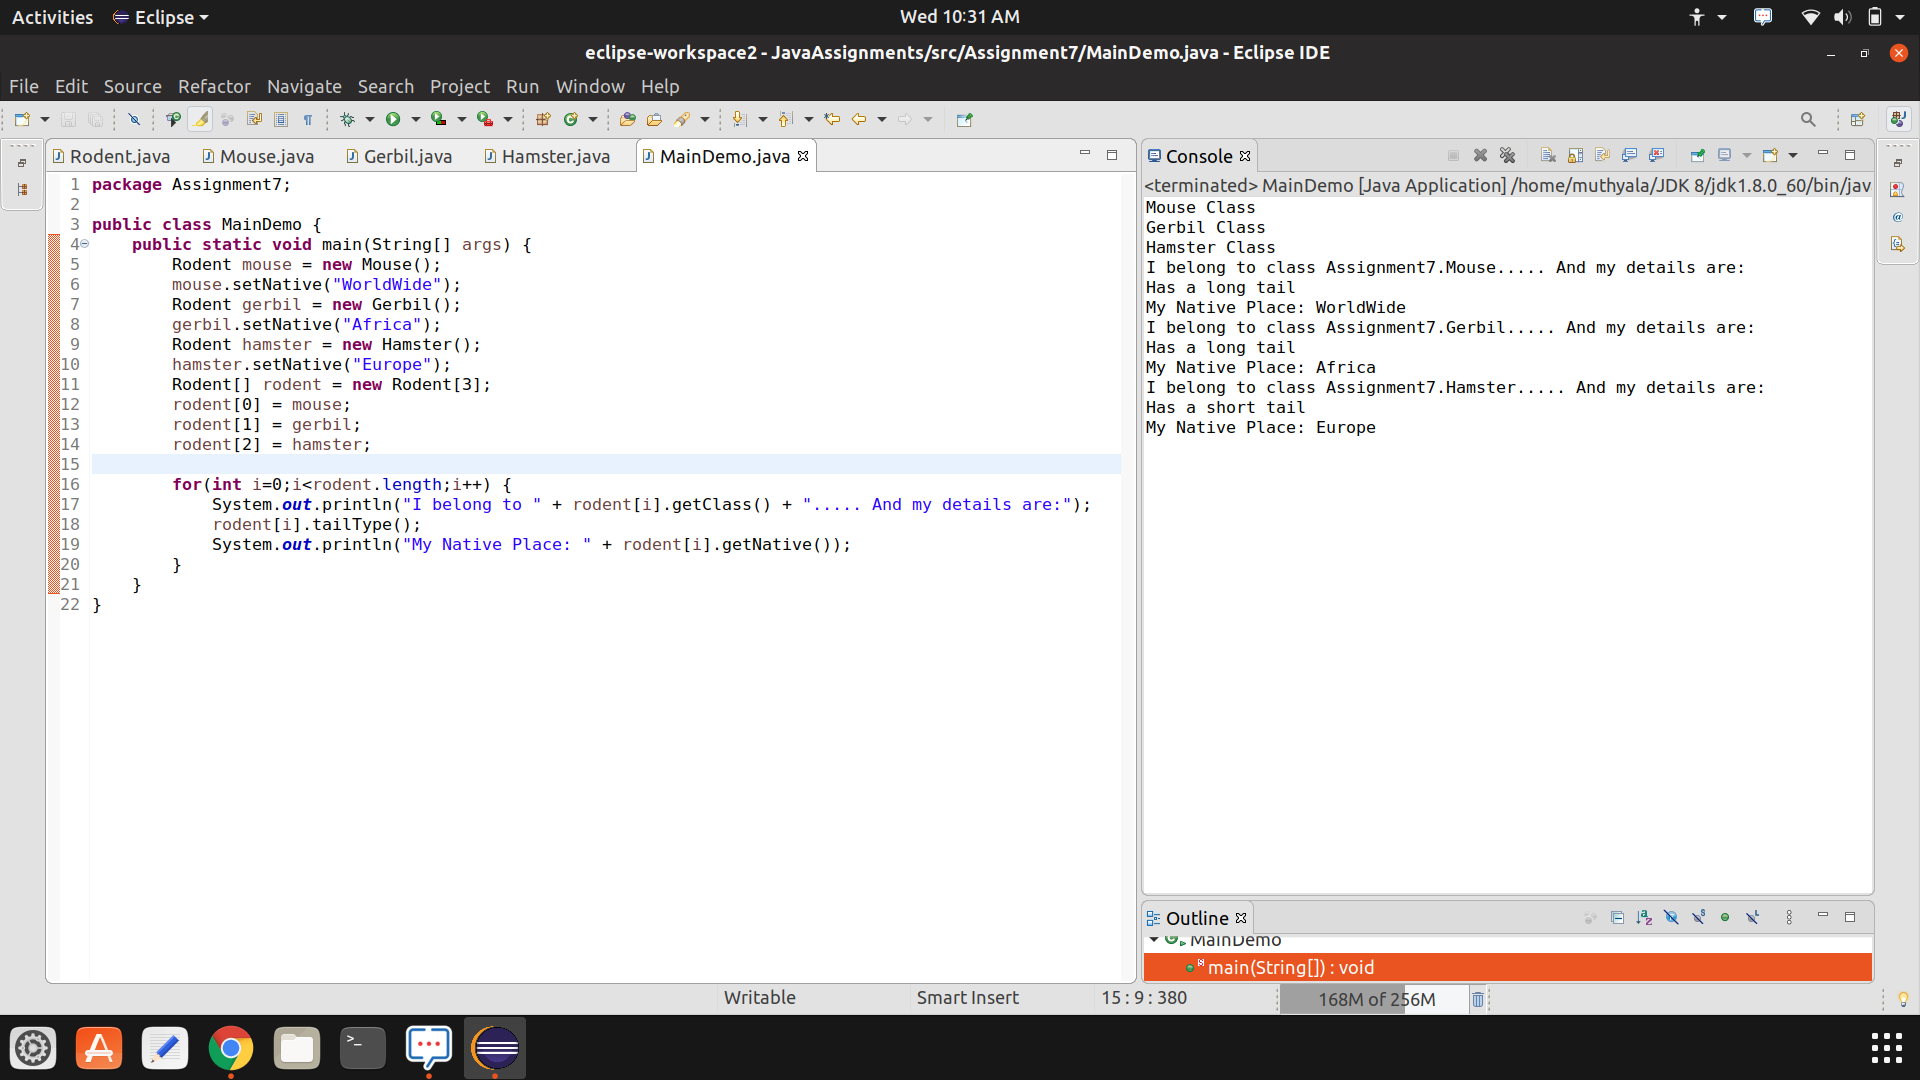 Activities Eclipse Wed 10:31 AM
eclipse-workspace2 - JavaAssignments/src/Assignment7/MainDemo.java - Eclipse IDE
File Edit Source Refactor Navigate Search Project Run Window Help
Rodent.java Mouse.java Gerbil.java Hamster.java MainDemo.java
1 package Assignment7;
2
3 public class MainDemo {
4 public static void main(String[] args) {
5 Rodent mouse = new Mouse();
6 mouse.setNative("WorldWide");
7 Rodent gerbil = new Gerbil();
8 gerbil.setNative("Africa");
9 Rodent hamster = new Hamster();
10 hamster.setNative("Europe");
11 Rodent[] rodent = new Rodent[3];
12 rodent[0] = mouse;
13 rodent[1] = gerbil;
14 rodent[2] = hamster;
15
16 for(int i=0;i<rodent.length;i++) {
17 System.out.println("I belong to " + rodent[i].getClass() + "..... And my details are:");
18 rodent[i].tailType();
19 System.out.println("My Native Place: " + rodent[i].getNative());
20 }
21 }
22 }
Console
<terminated> MainDemo [Java Application] /home/muthyala/JDK 8/jdk1.8.0_60/bin/jav
Mouse Class
Gerbil Class
Hamster Class
I belong to class Assignment7.Mouse..... And my details are:
Has a long tail
My Native Place: WorldWide
I belong to class Assignment7.Gerbil..... And my details are:
Has a long tail
My Native Place: Africa
I belong to class Assignment7.Hamster..... And my details are:
Has a short tail
My Native Place: Europe
Outline
MainDemo
main(String[]) : void
Writable Smart Insert 15 : 9 : 380 168M of 256M